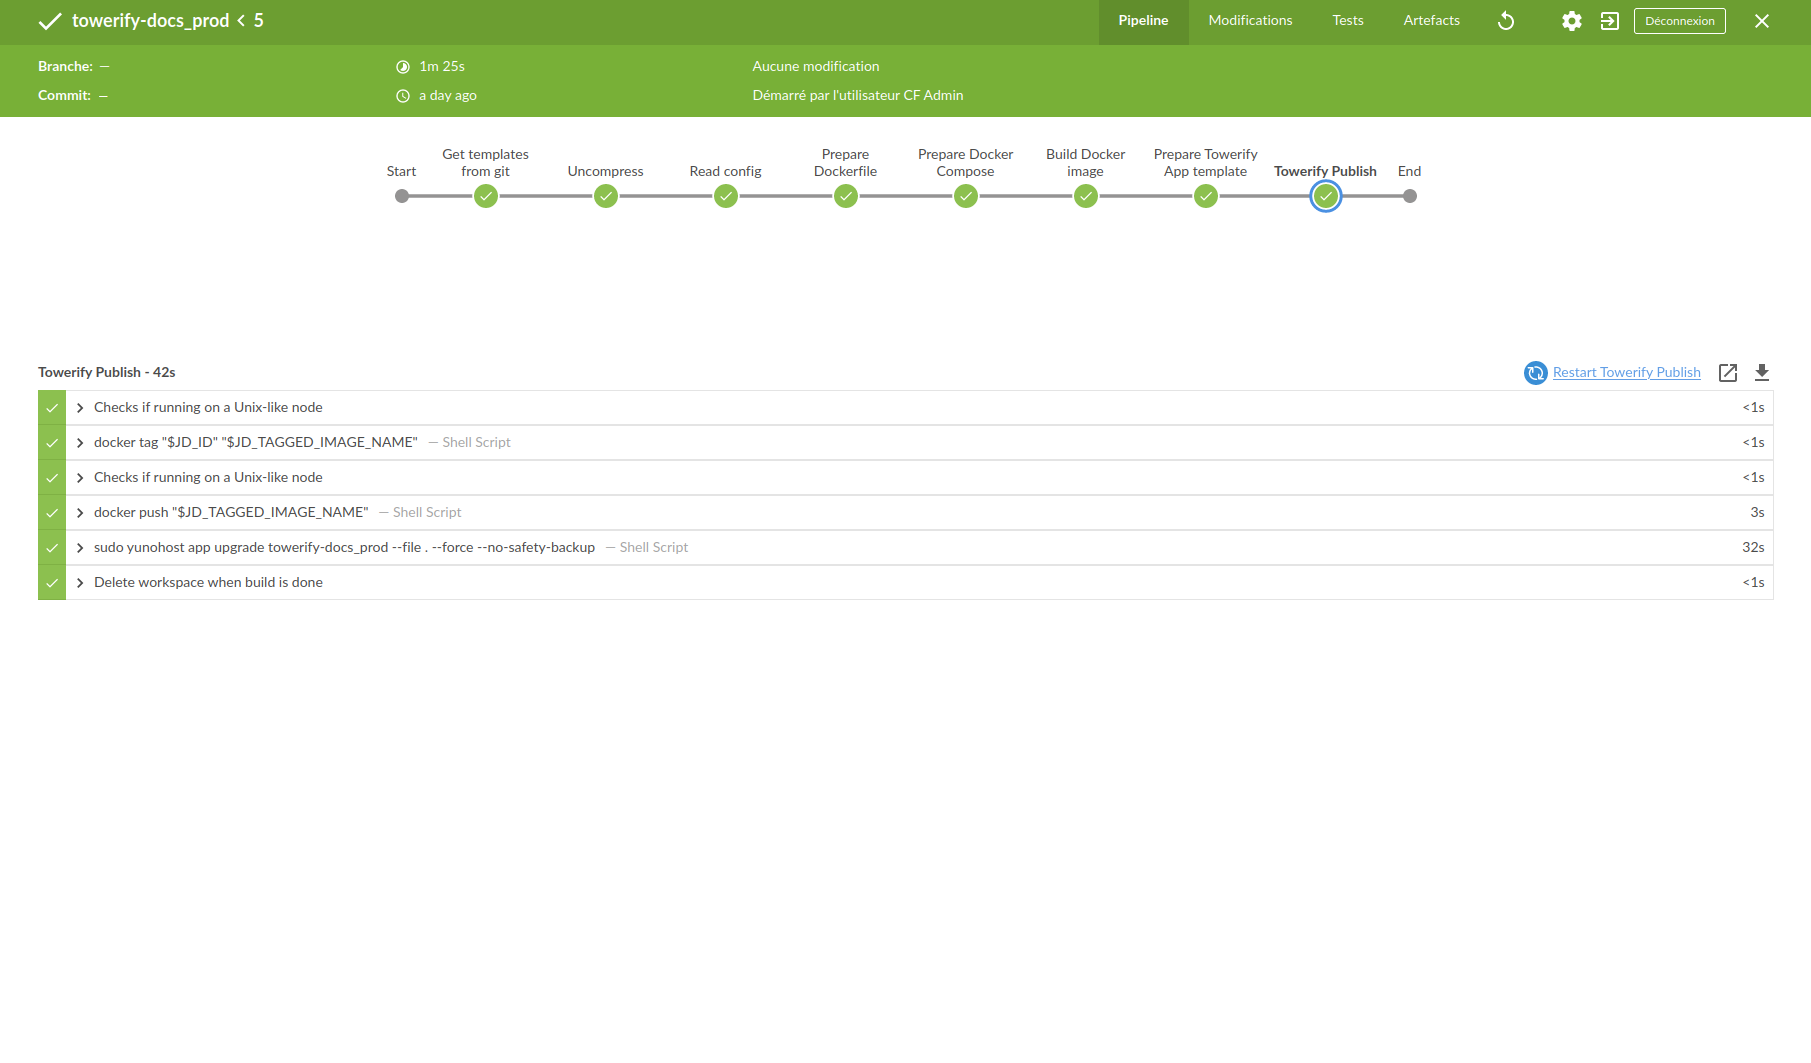 towerify-docs_prod < 5
Pipeline
Modifications
Tests
Artefacts
Déconnexion
Branche: —
1m 25s
Aucune modification
Commit: —
a day ago
Démarré par l'utilisateur CF Admin
Start
Get templates
from git
Uncompress
Read config
Prepare
Dockerfile
Prepare Docker
Compose
Build Docker
image
Prepare Towerify
App template
Towerify Publish
End
Towerify Publish - 42s
Restart Towerify Publish
Checks if running on a Unix-like node
<1s
docker tag "$JD_ID" "$JD_TAGGED_IMAGE_NAME" — Shell Script
<1s
Checks if running on a Unix-like node
<1s
docker push "$JD_TAGGED_IMAGE_NAME" — Shell Script
3s
sudo yunohost app upgrade towerify-docs_prod --file . --force --no-safety-backup — Shell Script
32s
Delete workspace when build is done
<1s